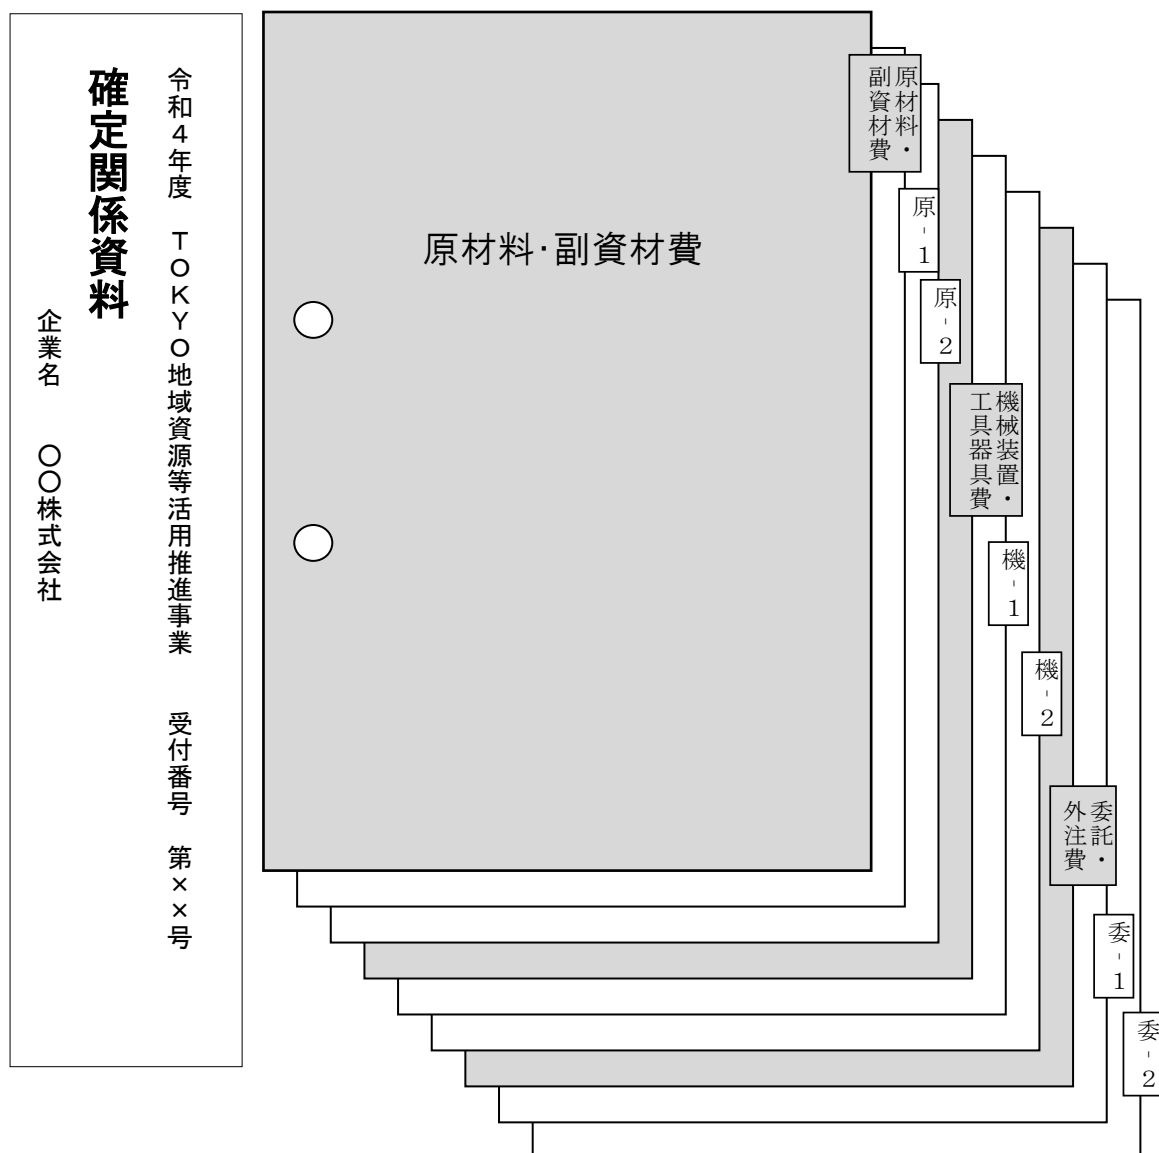 令和４年度　ＴＯＫＹＯ地域資源等活用推進事業　　受付番号　第××号
確定関係資料
企業名　　〇〇株式会社
原材料・副資材費
原材料・
副資材費
原-1
原-2
機械装置・
工具器具費
機-1
機-2
委託・
外注費
委-1
委-2